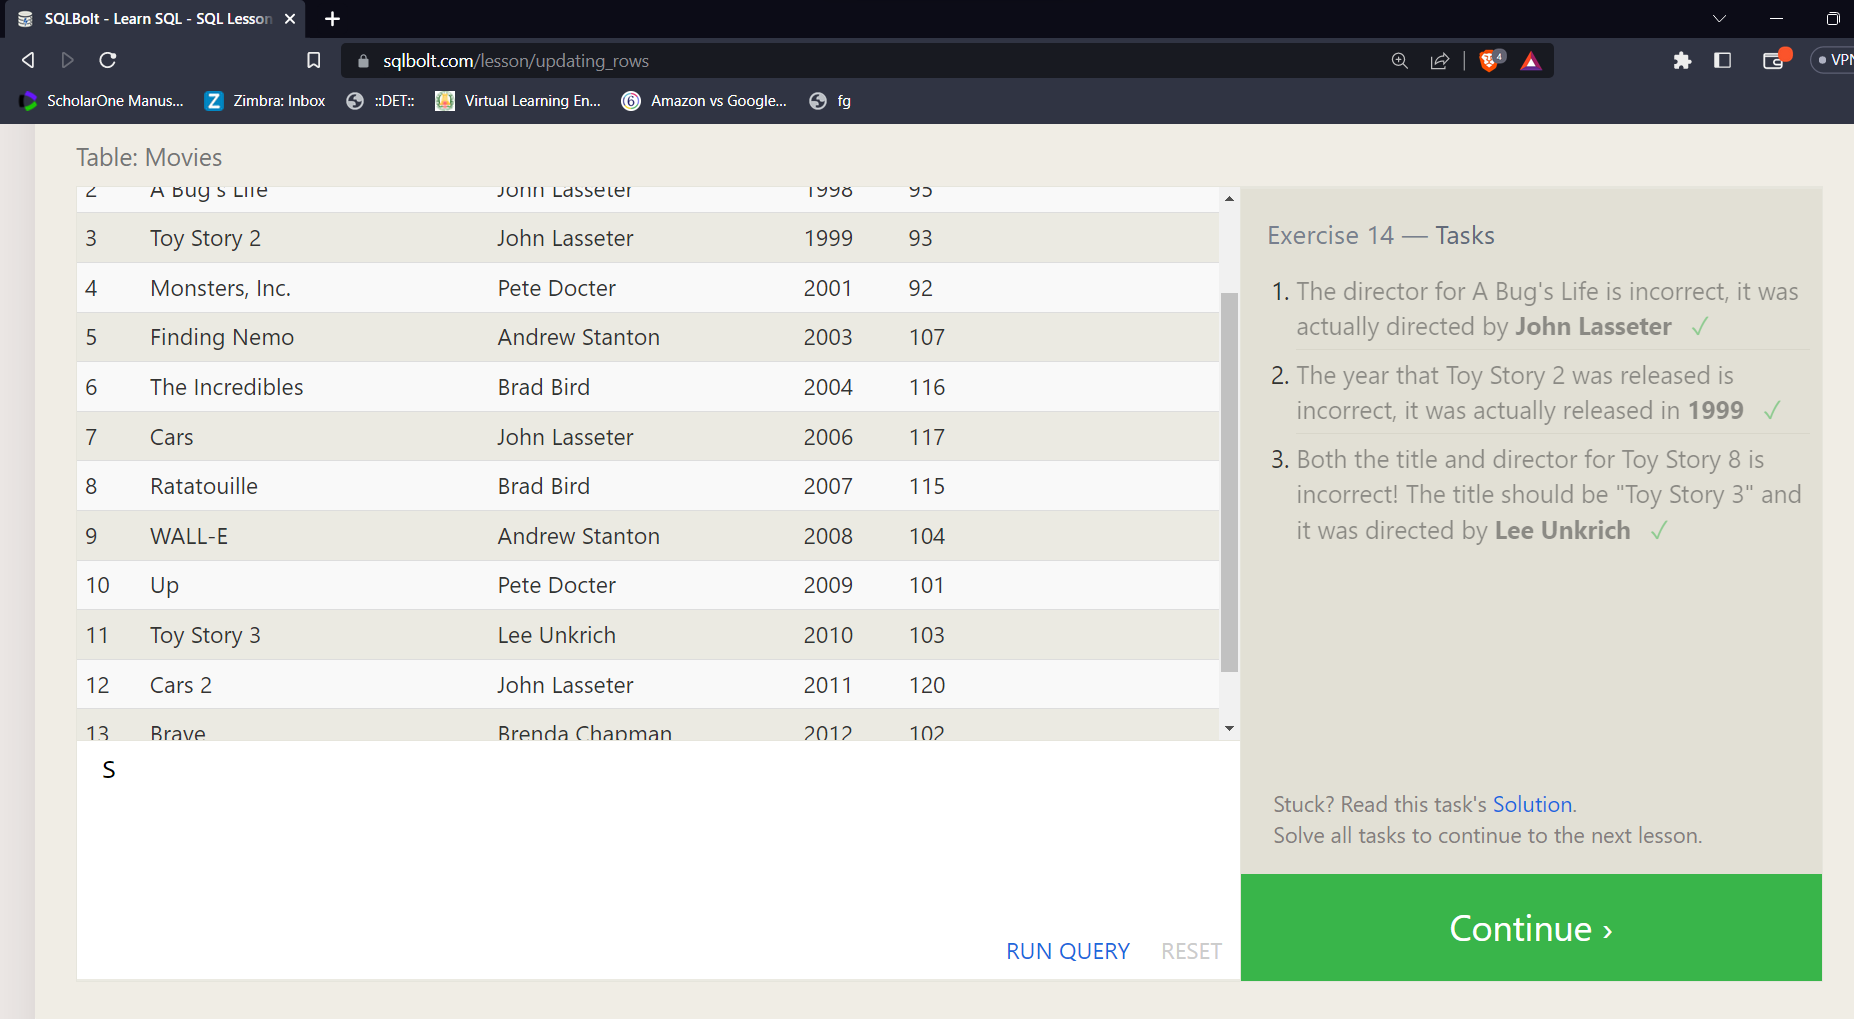 SQLBolt - Learn SQL - SQL Lesson
sqlbolt.com/lesson/updating_rows
4
VPN
ScholarOne Manus... Zimbra: Inbox ::DET:: Virtual Learning En... Amazon vs Google... fg
Table: Movies
2 A Bug's Life John Lasseter 1998 95
3 Toy Story 2 John Lasseter 1999 93
4 Monsters, Inc. Pete Docter 2001 92
5 Finding Nemo Andrew Stanton 2003 107
6 The Incredibles Brad Bird 2004 116
7 Cars John Lasseter 2006 117
8 Ratatouille Brad Bird 2007 115
9 WALL-E Andrew Stanton 2008 104
10 Up Pete Docter 2009 101
11 Toy Story 3 Lee Unkrich 2010 103
12 Cars 2 John Lasseter 2011 120
13 Brave Brenda Chapman 2012 102
S
RUN QUERY RESET
Exercise 14 — Tasks
1. The director for A Bug's Life is incorrect, it was
actually directed by John Lasseter ✓
2. The year that Toy Story 2 was released is
incorrect, it was actually released in 1999 ✓
3. Both the title and director for Toy Story 8 is
incorrect! The title should be "Toy Story 3" and
it was directed by Lee Unkrich ✓
Stuck? Read this task's Solution.
Solve all tasks to continue to the next lesson.
Continue ›